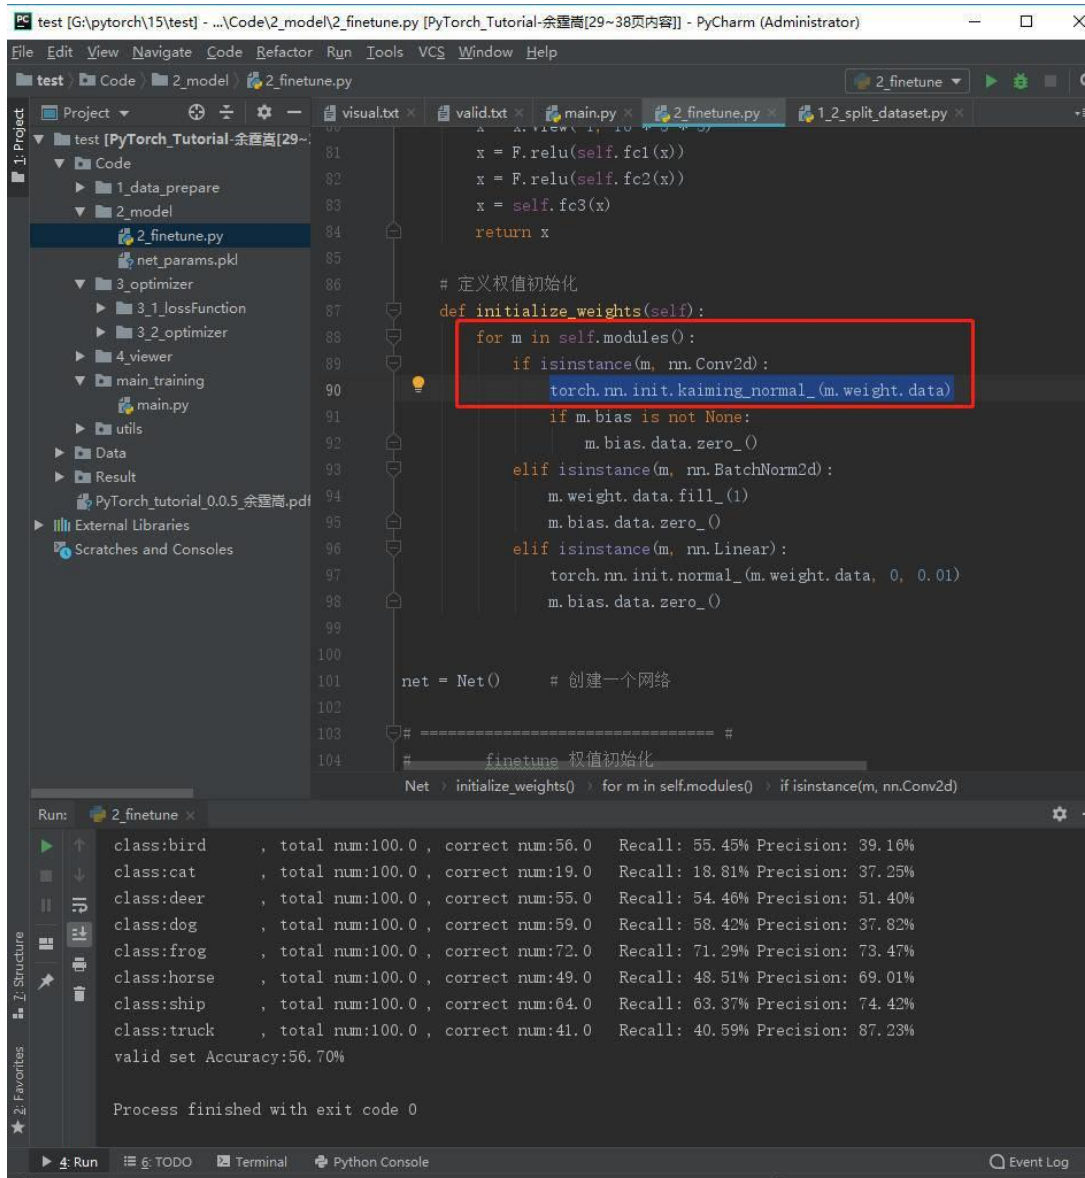 test [G:\pytorch\15\test] - ...\Code\2_model\2_finetune.py [PyTorch_Tutorial-余霆嵩[29~38页内容]] - PyCharm (Administrator)
File Edit View Navigate Code Refactor Run Tools VCS Window Help
test Code 2_model 2_finetune.py 2_finetune
1: Project
Project visual.txt valid.txt main.py 2_finetune.py 1_2_split_dataset.py
test [PyTorch_Tutorial-余霆嵩[29~
Code
1_data_prepare
2_model
2_finetune.py
net_params.pkl
3_optimizer
3_1_lossFunction
3_2_optimizer
4_viewer
main_training
main.py
utils
Data
Result
PyTorch_tutorial_0.0.5_余霆嵩.pdf
External Libraries
Scratches and Consoles
81 x = F.relu(self.fc1(x))
82 x = F.relu(self.fc2(x))
83 x = self.fc3(x)
84 return x
85
86 # 定义权值初始化
87 def initialize_weights(self):
88 for m in self.modules():
89 if isinstance(m, nn.Conv2d):
90 torch.nn.init.kaiming_normal_(m.weight.data)
91 if m.bias is not None:
92 m.bias.data.zero_()
93 elif isinstance(m, nn.BatchNorm2d):
94 m.weight.data.fill_(1)
95 m.bias.data.zero_()
96 elif isinstance(m, nn.Linear):
97 torch.nn.init.normal_(m.weight.data, 0, 0.01)
98 m.bias.data.zero_()
99
100
101 net = Net() # 创建一个网络
102
103 # ================================ #
104 # finetune 权值初始化
Net initialize_weights() for m in self.modules() if isinstance(m, nn.Conv2d)
Run: 2_finetune
class:bird , total num:100.0 , correct num:56.0 Recall: 55.45% Precision: 39.16%
class:cat , total num:100.0 , correct num:19.0 Recall: 18.81% Precision: 37.25%
class:deer , total num:100.0 , correct num:55.0 Recall: 54.46% Precision: 51.40%
class:dog , total num:100.0 , correct num:59.0 Recall: 58.42% Precision: 37.82%
class:frog , total num:100.0 , correct num:72.0 Recall: 71.29% Precision: 73.47%
class:horse , total num:100.0 , correct num:49.0 Recall: 48.51% Precision: 69.01%
class:ship , total num:100.0 , correct num:64.0 Recall: 63.37% Precision: 74.42%
class:truck , total num:100.0 , correct num:41.0 Recall: 40.59% Precision: 87.23%
valid set Accuracy:56.70%
Process finished with exit code 0
7: Structure
2: Favorites
4: Run 6: TODO Terminal Python Console Event Log